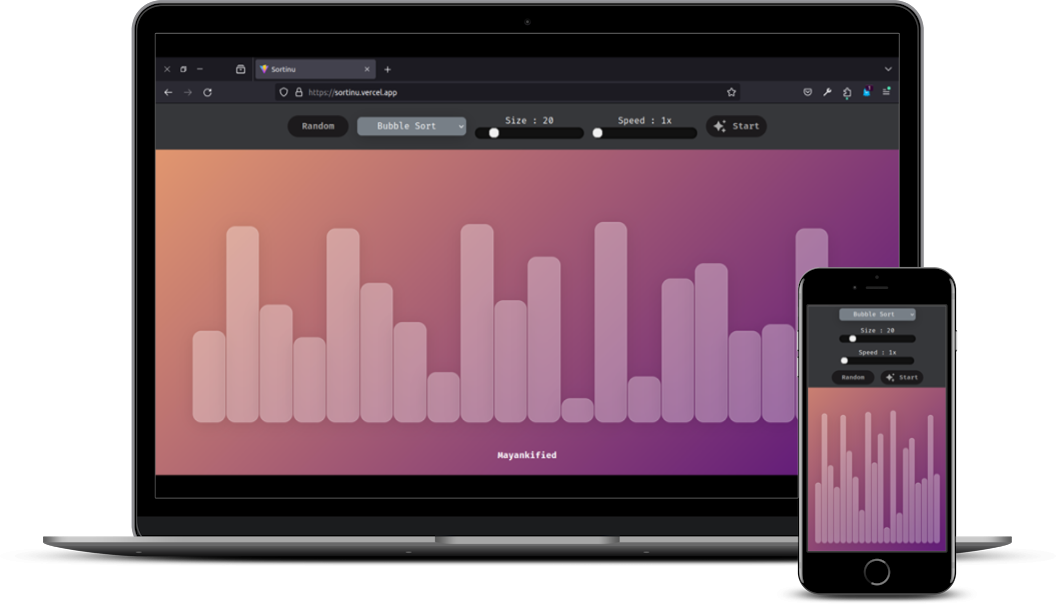 Sortinu
https://sortinu.vercel.app
Random
Bubble Sort
Size : 20
Speed : 1x
Start
Mayankified
Bubble Sort
Size : 20
Speed : 1x
Random
Start